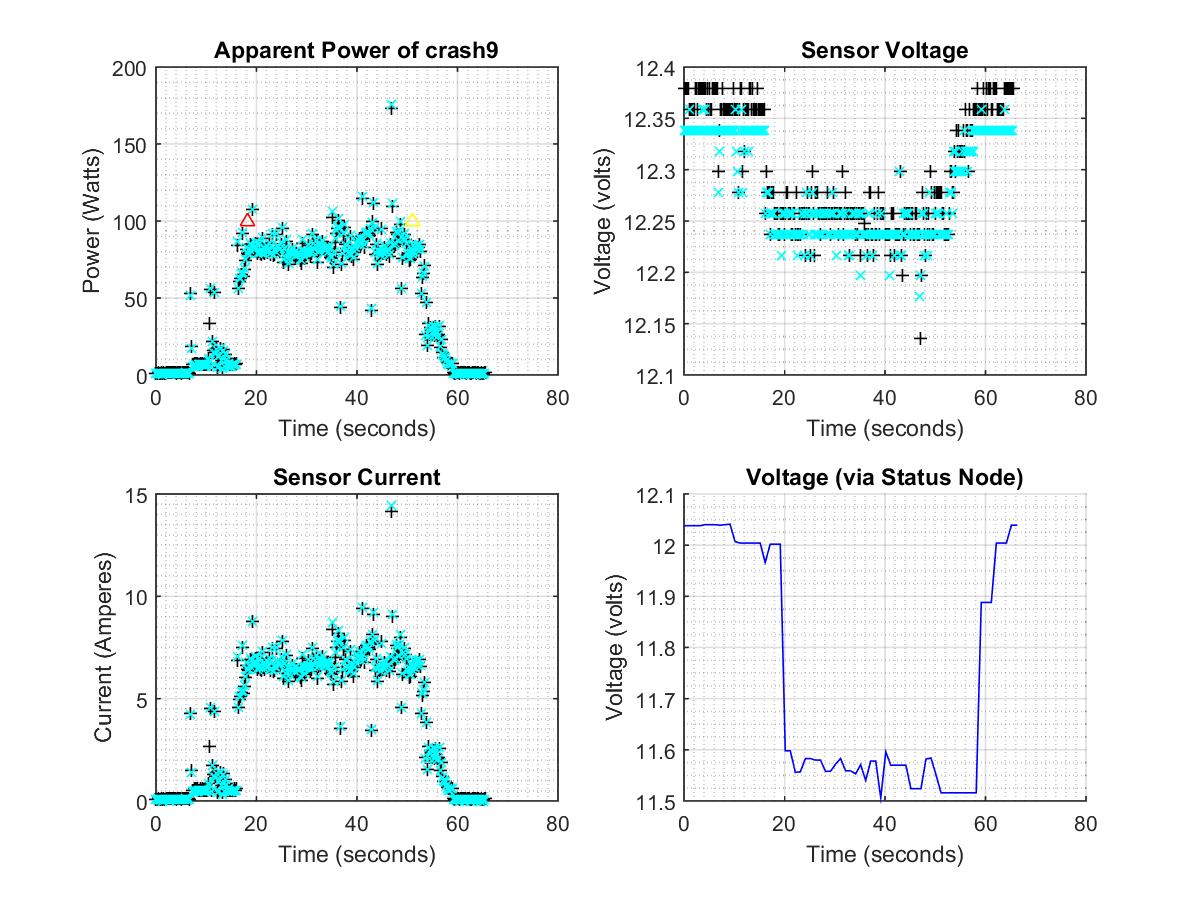 Apparent Power of crash9
200
150
100
50
0
0 20 40 60 80
Power (Watts)
Time (seconds)
Sensor Voltage
12.4
12.35
12.3
12.25
12.2
12.15
12.1
0 20 40 60 80
Voltage (volts)
Time (seconds)
Sensor Current
15
10
5
0
0 20 40 60 80
Current (Amperes)
Time (seconds)
Voltage (via Status Node)
12.1
12
11.9
11.8
11.7
11.6
11.5
0 20 40 60 80
Voltage (volts)
Time (seconds)